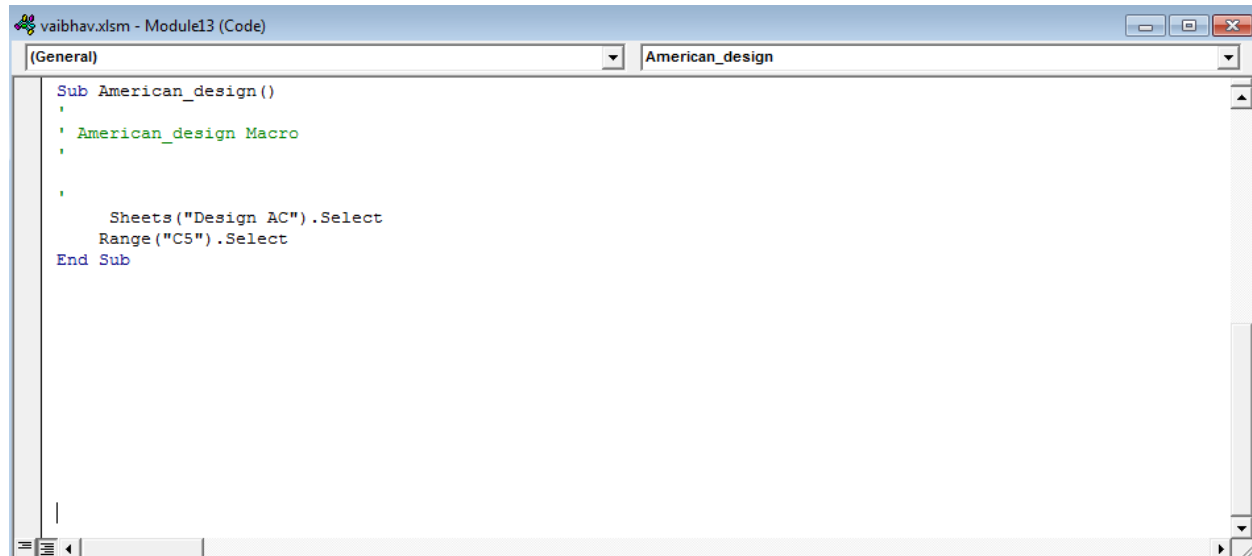 vaibhav.xlsm - Module13 (Code)
(General) American_design
Sub American_design()
'
' American_design Macro
'
'
Sheets("Design AC").Select
Range("C5").Select
End Sub